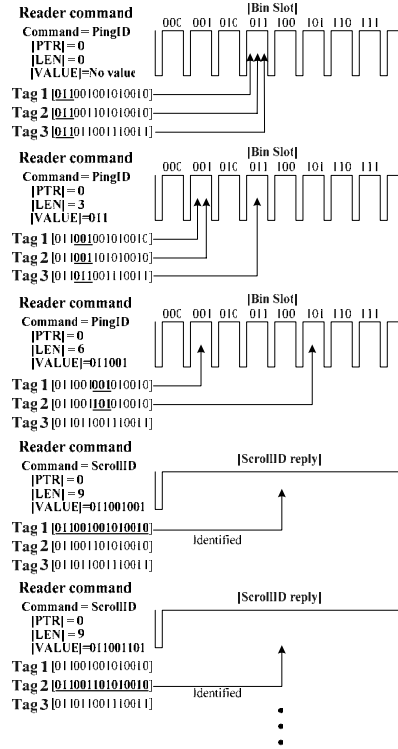 Reader command
Command = PingID
|PTR| = 0
|LEN| = 0
|VALUE|=No value
|Bin Slot|
000 001 010 011 100 101 110 111
Tag 1 [011001001010010]
Tag 2 [011001101010010]
Tag 3 [011011001110011]
Reader command
Command = PingID
|PTR| = 0
|LEN| = 3
|VALUE|=011
|Bin Slot|
000 001 010 011 100 101 110 111
Tag 1 [011001001010010]
Tag 2 [011001101010010]
Tag 3 [011011001110011]
Reader command
Command = PingID
|PTR| = 0
|LEN| = 6
|VALUE|=011001
|Bin Slot|
000 001 010 011 100 101 110 111
Tag 1 [011001001010010]
Tag 2 [011001101010010]
Tag 3 [011011001110011]
Reader command
Command = ScrollID
|PTR| = 0
|LEN| = 9
|VALUE|=011001001
|ScrollID reply|
Tag 1 [011001001010010]
Tag 2 [011001101010010]
Tag 3 [011011001110011]
Identified
Reader command
Command = ScrollID
|PTR| = 0
|LEN| = 9
|VALUE|=011001101
|ScrollID reply|
Tag 1 [011001001010010]
Tag 2 [011001101010010]
Tag 3 [011011001110011]
Identified